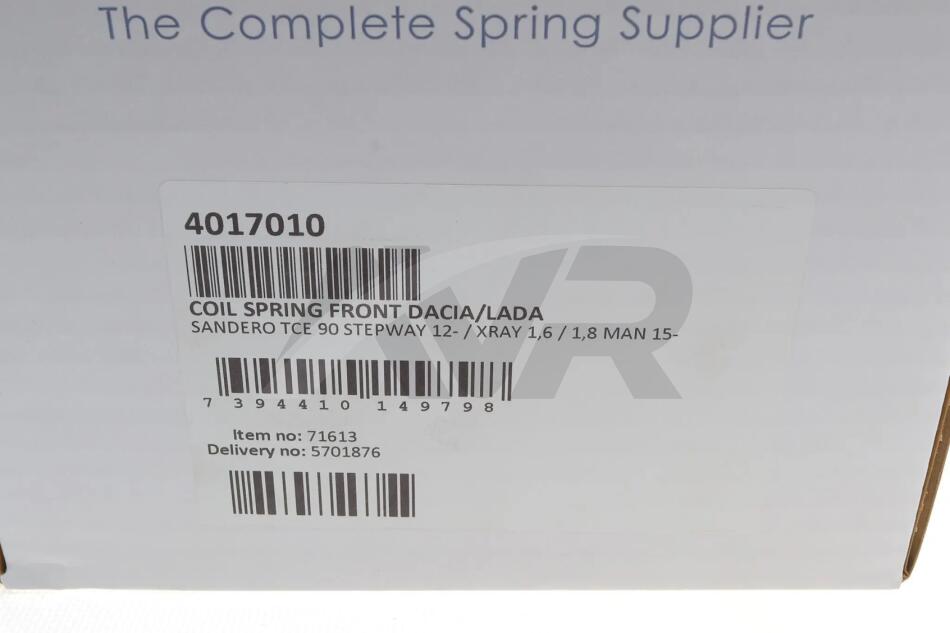 The Complete Spring Supplier
4017010
COIL SPRING FRONT DACIA/LADA
SANDERO TCE 90 STEPWAY 12- / XRAY 1,6 / 1,8 MAN 15-
7 394410 149798
Item no: 71613
Delivery no: 5701876